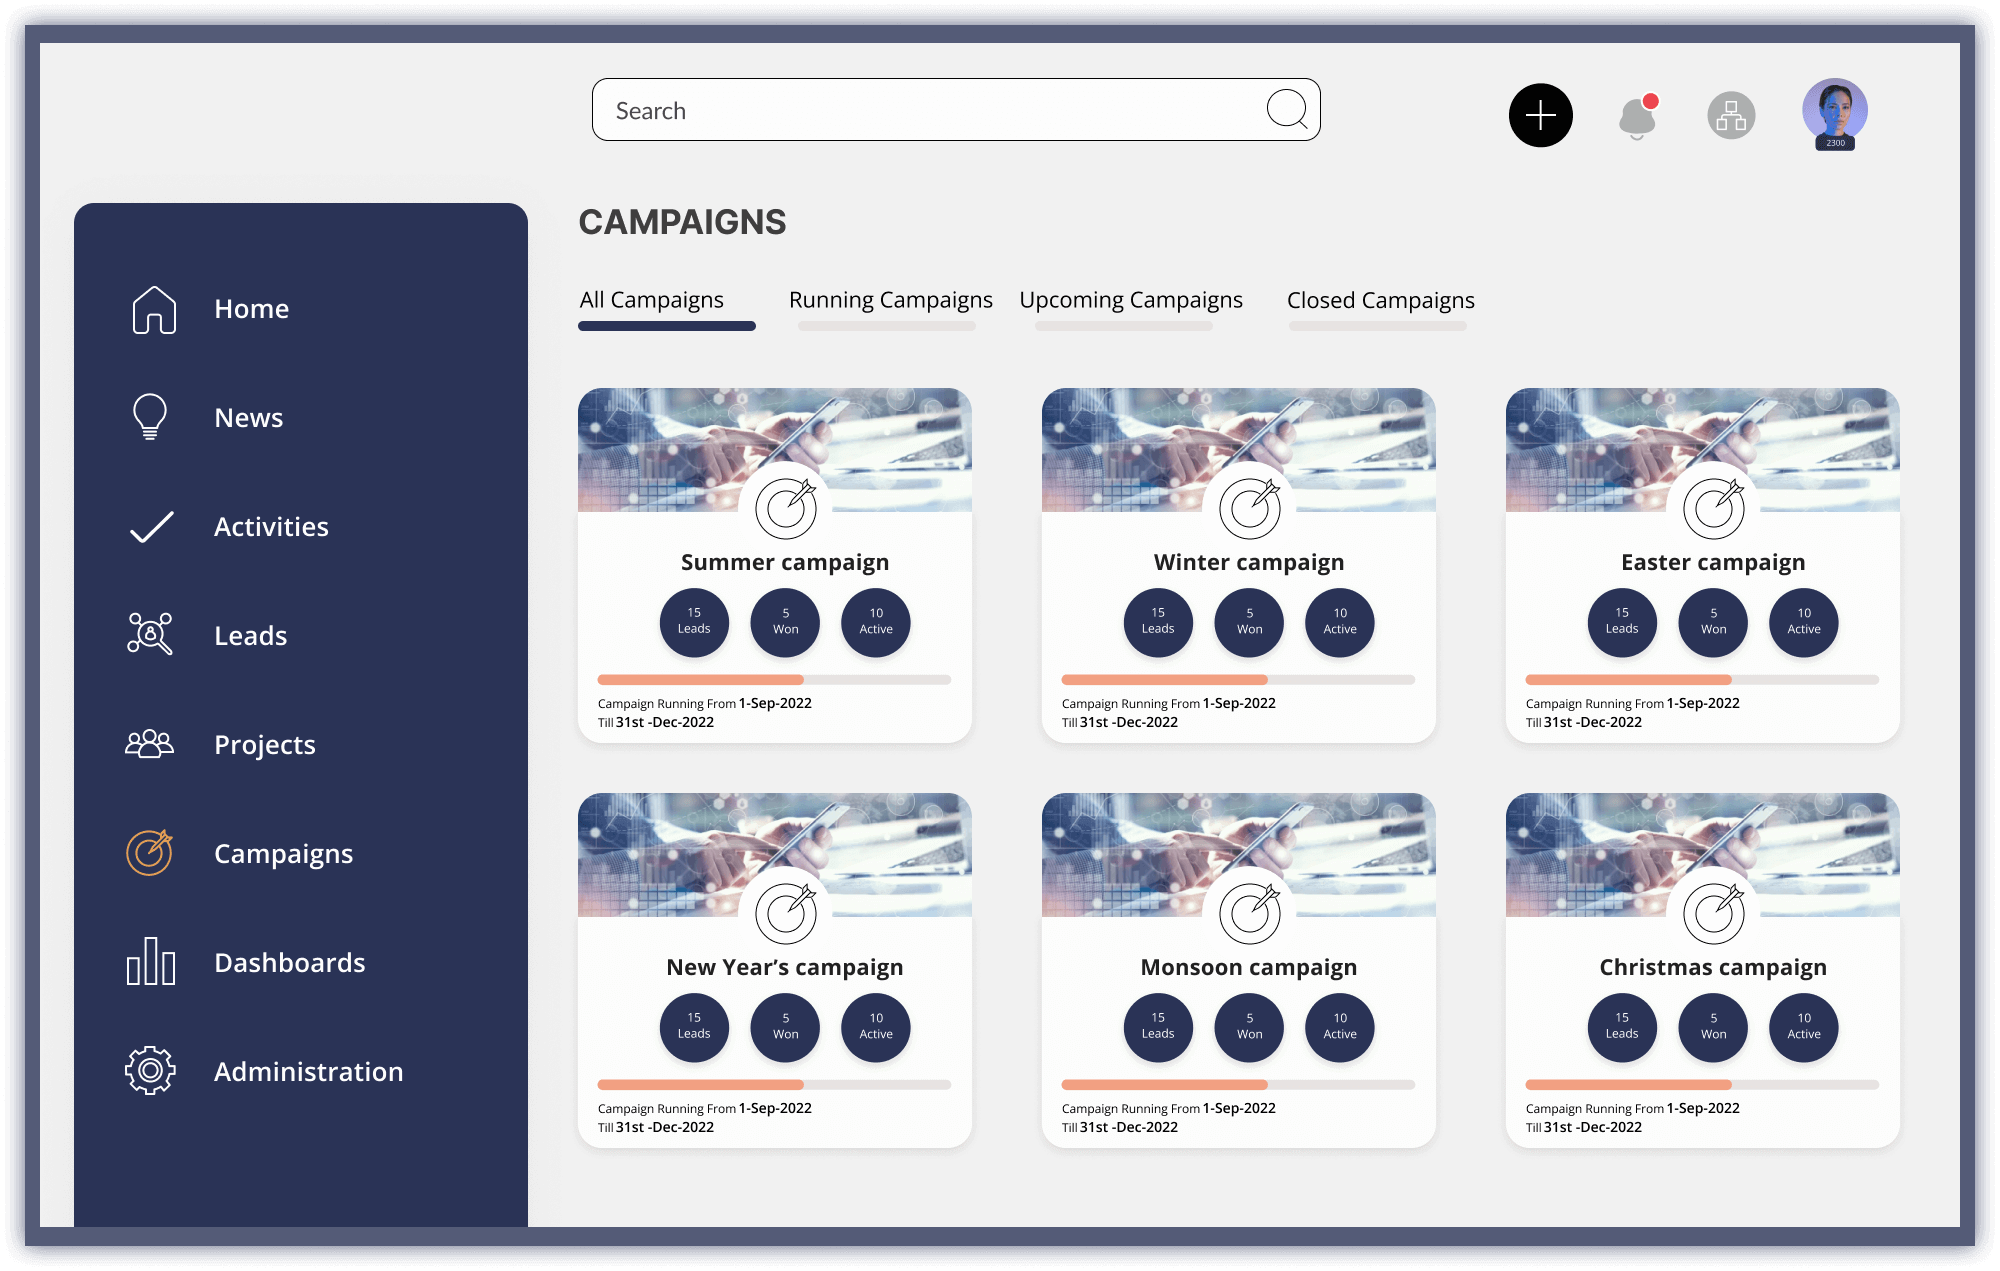 Search
2300
Home
News
Activities
Leads
Projects
Campaigns
Dashboards
Administration
CAMPAIGNS
All Campaigns
Running Campaigns
Upcoming Campaigns
Closed Campaigns
Summer campaign
15
Leads
5
Won
10
Active
Campaign Running From 1-Sep-2022
Till 31st -Dec-2022
Winter campaign
15
Leads
5
Won
10
Active
Campaign Running From 1-Sep-2022
Till 31st -Dec-2022
Easter campaign
15
Leads
5
Won
10
Active
Campaign Running From 1-Sep-2022
Till 31st -Dec-2022
New Year’s campaign
15
Leads
5
Won
10
Active
Campaign Running From 1-Sep-2022
Till 31st -Dec-2022
Monsoon campaign
15
Leads
5
Won
10
Active
Campaign Running From 1-Sep-2022
Till 31st -Dec-2022
Christmas campaign
15
Leads
5
Won
10
Active
Campaign Running From 1-Sep-2022
Till 31st -Dec-2022